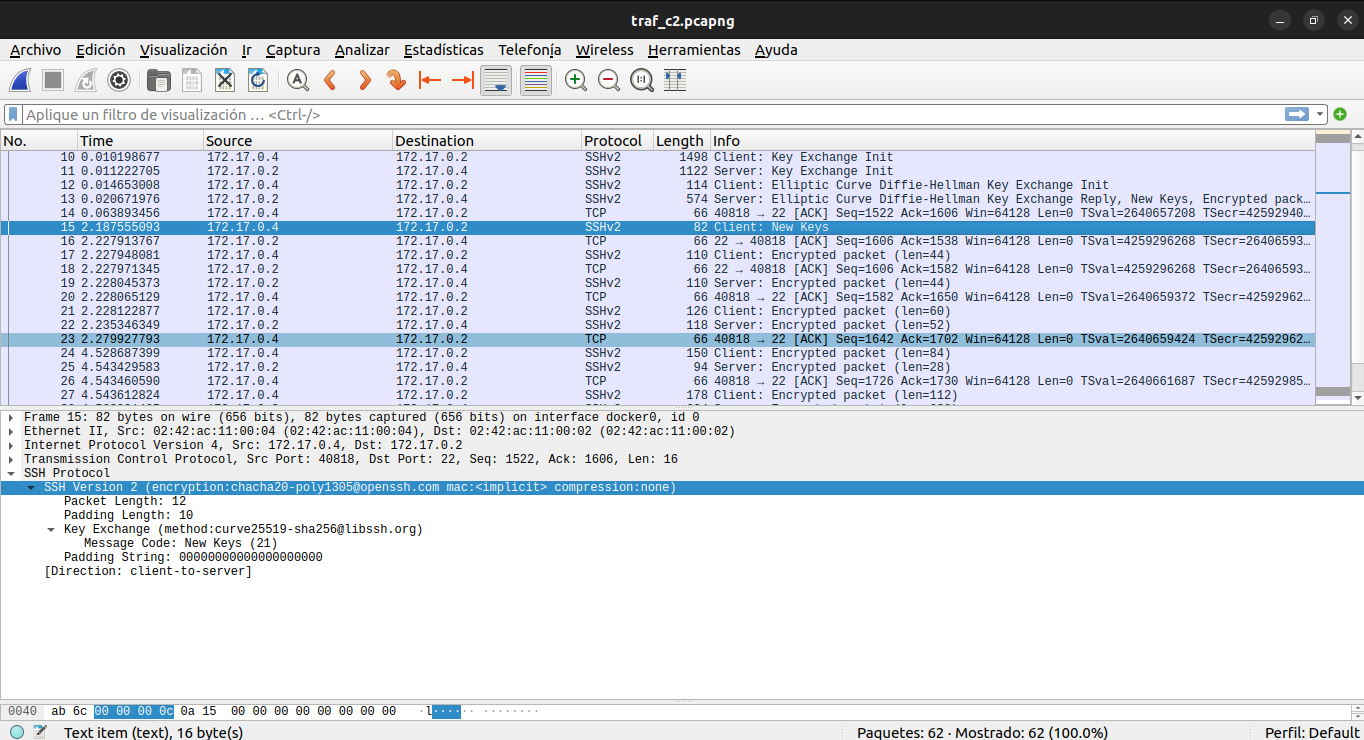 traf_c2.pcapng
Archivo Edición Visualización Ir Captura Analizar Estadísticas Telefonía Wireless Herramientas Ayuda
Aplique un filtro de visualización … <Ctrl-/>
No. Time Source Destination Protocol Length Info
10 0.010198677 172.17.0.4 172.17.0.2 SSHv2 1498 Client: Key Exchange Init
11 0.011222705 172.17.0.2 172.17.0.4 SSHv2 1122 Server: Key Exchange Init
12 0.014653008 172.17.0.4 172.17.0.2 SSHv2 114 Client: Elliptic Curve Diffie-Hellman Key Exchange Init
13 0.020671976 172.17.0.2 172.17.0.4 SSHv2 574 Server: Elliptic Curve Diffie-Hellman Key Exchange Reply, New Keys, Encrypted pack…
14 0.063893456 172.17.0.4 172.17.0.2 TCP 66 40818 → 22 [ACK] Seq=1522 Ack=1606 Win=64128 Len=0 TSval=2640657208 TSecr=42592940…
15 2.187555093 172.17.0.4 172.17.0.2 SSHv2 82 Client: New Keys
16 2.227913767 172.17.0.2 172.17.0.4 TCP 66 22 → 40818 [ACK] Seq=1606 Ack=1538 Win=64128 Len=0 TSval=4259296268 TSecr=26406593…
17 2.227948081 172.17.0.4 172.17.0.2 SSHv2 110 Client: Encrypted packet (len=44)
18 2.227971345 172.17.0.2 172.17.0.4 TCP 66 22 → 40818 [ACK] Seq=1606 Ack=1582 Win=64128 Len=0 TSval=4259296268 TSecr=26406593…
19 2.228045373 172.17.0.2 172.17.0.4 SSHv2 110 Server: Encrypted packet (len=44)
20 2.228065129 172.17.0.4 172.17.0.2 TCP 66 40818 → 22 [ACK] Seq=1582 Ack=1650 Win=64128 Len=0 TSval=2640659372 TSecr=42592962…
21 2.228122877 172.17.0.4 172.17.0.2 SSHv2 126 Client: Encrypted packet (len=60)
22 2.235346349 172.17.0.2 172.17.0.4 SSHv2 118 Server: Encrypted packet (len=52)
23 2.279927793 172.17.0.4 172.17.0.2 TCP 66 40818 → 22 [ACK] Seq=1642 Ack=1702 Win=64128 Len=0 TSval=2640659424 TSecr=42592962…
24 4.528687399 172.17.0.4 172.17.0.2 SSHv2 150 Client: Encrypted packet (len=84)
25 4.543429583 172.17.0.2 172.17.0.4 SSHv2 94 Server: Encrypted packet (len=28)
26 4.543460590 172.17.0.4 172.17.0.2 TCP 66 40818 → 22 [ACK] Seq=1726 Ack=1730 Win=64128 Len=0 TSval=2640661687 TSecr=42592985…
27 4.543612824 172.17.0.4 172.17.0.2 SSHv2 178 Client: Encrypted packet (len=112)
Frame 15: 82 bytes on wire (656 bits), 82 bytes captured (656 bits) on interface docker0, id 0
Ethernet II, Src: 02:42:ac:11:00:04 (02:42:ac:11:00:04), Dst: 02:42:ac:11:00:02 (02:42:ac:11:00:02)
Internet Protocol Version 4, Src: 172.17.0.4, Dst: 172.17.0.2
Transmission Control Protocol, Src Port: 40818, Dst Port: 22, Seq: 1522, Ack: 1606, Len: 16
SSH Protocol
SSH Version 2 (encryption:chacha20-poly1305@openssh.com mac:<implicit> compression:none)
Packet Length: 12
Padding Length: 10
Key Exchange (method:curve25519-sha256@libssh.org)
Message Code: New Keys (21)
Padding String: 00000000000000000000
[Direction: client-to-server]
0040 ab 6c 00 00 00 0c 0a 15 00 00 00 00 00 00 00 00 ·l······ ········
Text item (text), 16 byte(s) Paquetes: 62 · Mostrado: 62 (100.0%) Perfil: Default